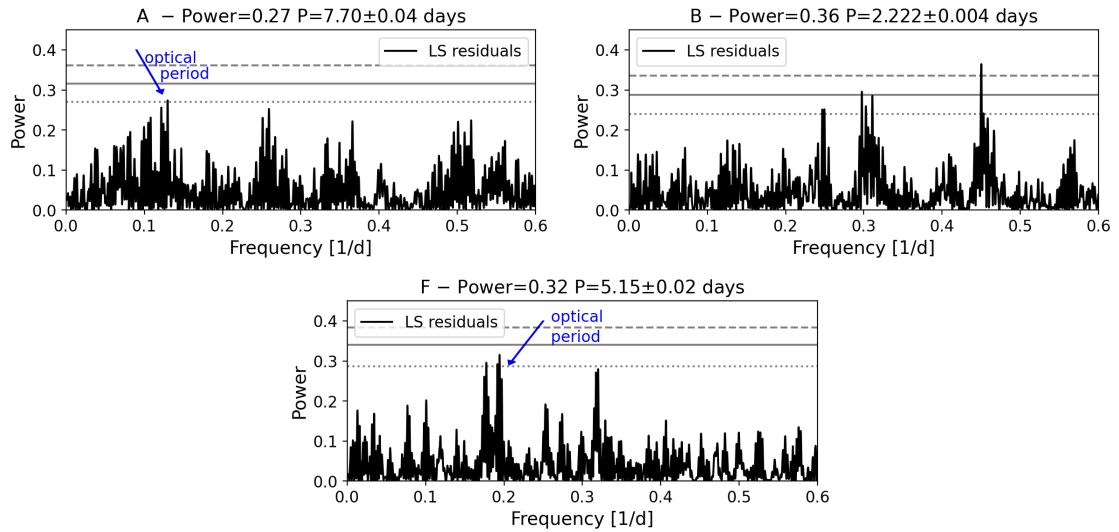 A − Power=0.27 P=7.70±0.04 days
LS residuals
optical
period
Power
0.4
0.3
0.2
0.1
0.0
0.0 0.1 0.2 0.3 0.4 0.5 0.6
Frequency [1/d]
B − Power=0.36 P=2.222±0.004 days
LS residuals
Power
0.4
0.3
0.2
0.1
0.0
0.0 0.1 0.2 0.3 0.4 0.5 0.6
Frequency [1/d]
F − Power=0.32 P=5.15±0.02 days
LS residuals
optical
period
Power
0.4
0.3
0.2
0.1
0.0
0.0 0.1 0.2 0.3 0.4 0.5 0.6
Frequency [1/d]